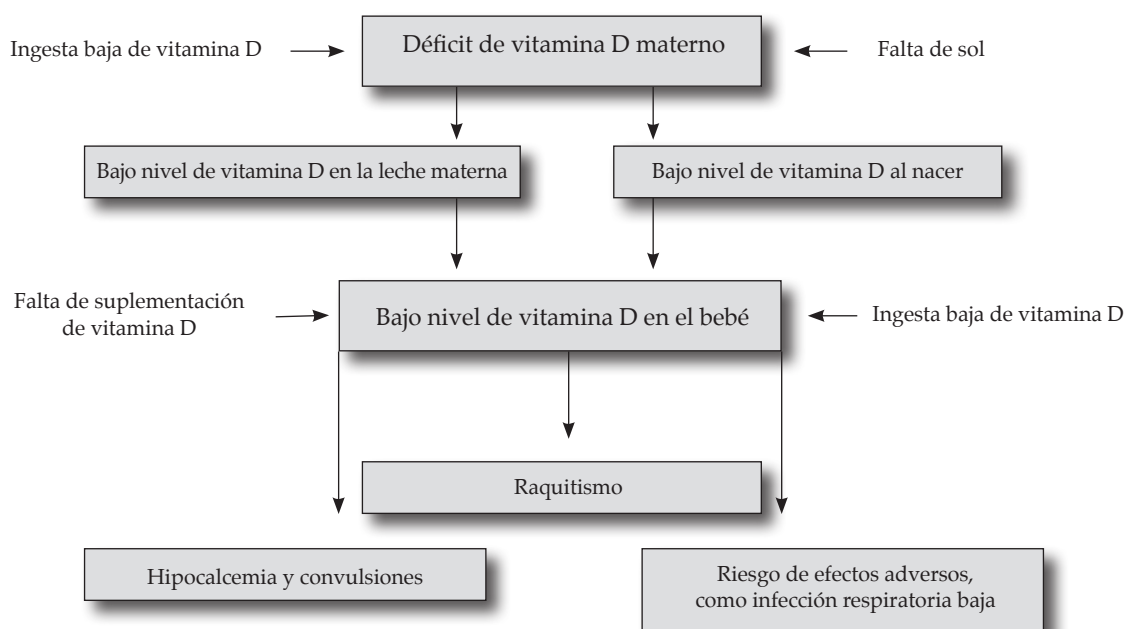 Ingesta baja de vitamina D
Déficit de vitamina D materno
Falta de sol
Bajo nivel de vitamina D en la leche materna
Bajo nivel de vitamina D al nacer
Falta de suplementación
de vitamina D
Bajo nivel de vitamina D en el bebé
Ingesta baja de vitamina D
Raquitismo
Hipocalcemia y convulsiones
Riesgo de efectos adversos,
como infección respiratoria baja